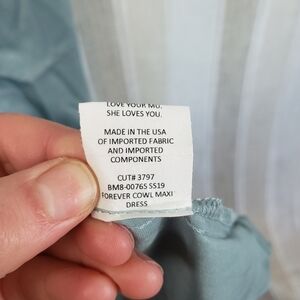 LOVE YOUR MU.
SHE LOVES YOU.
MADE IN THE USA
OF IMPORTED FABRIC
AND IMPORTED
COMPONENTS
CUT# 3797
BM8-00765 SS19
FOREVER COWL MAXI
DRESS